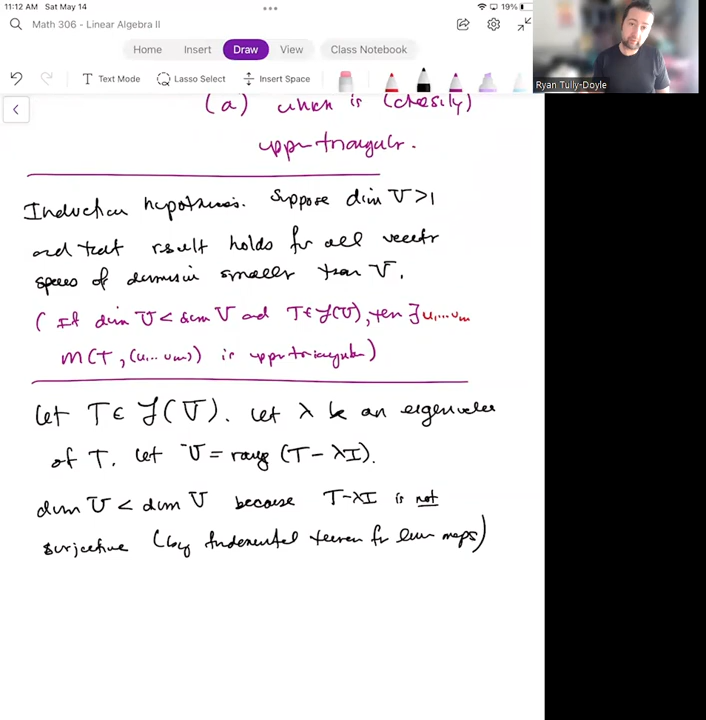 11:12 AM Sat May 14
19%
Math 306 - Linear Algebra II
Home Insert Draw View Class Notebook
Text Mode Lasso Select Insert Space
Ryan Tully-Doyle
(a) which is (cheesily)
upper triangular.
Induction hypothesis. Suppose dim V > 1
and that result holds for all vector
spaces of dimension smaller than V.
( If dim U < dim V and T ∈ L(U), then ∃ u₁...uₘ
M(T, (u₁...uₘ)) is upper triangular)
Let T ∈ L(V). Let λ be an eigenvalue
of T. Let U = range (T - λI).
dim U < dim V because T-λI is not
surjective (by fundamental theorem for linear maps)